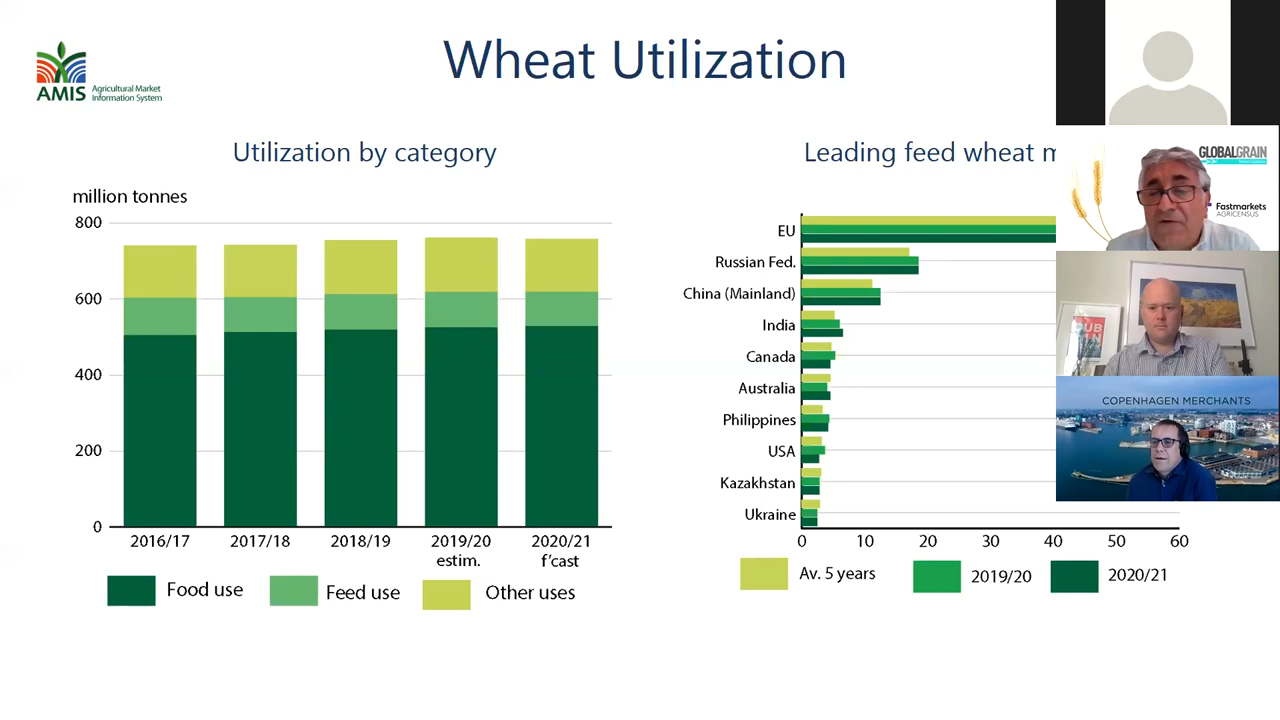 Wheat Utilization
AMIS
Agricultural Market
Information System
Utilization by category
million tonnes
800
600
400
200
0
2016/17
2017/18
2018/19
2019/20
estim.
2020/21
f'cast
Food use
Feed use
Other uses
Leading feed wheat m
EU
Russian Fed.
China (Mainland)
India
Canada
Australia
Philippines
USA
Kazakhstan
Ukraine
0 10 20 30 40 50 60
Av. 5 years
2019/20
2020/21
GLOBALGRAIN
Fastmarkets
AGRICENSUS
DUB
COPENHAGEN MERCHANTS